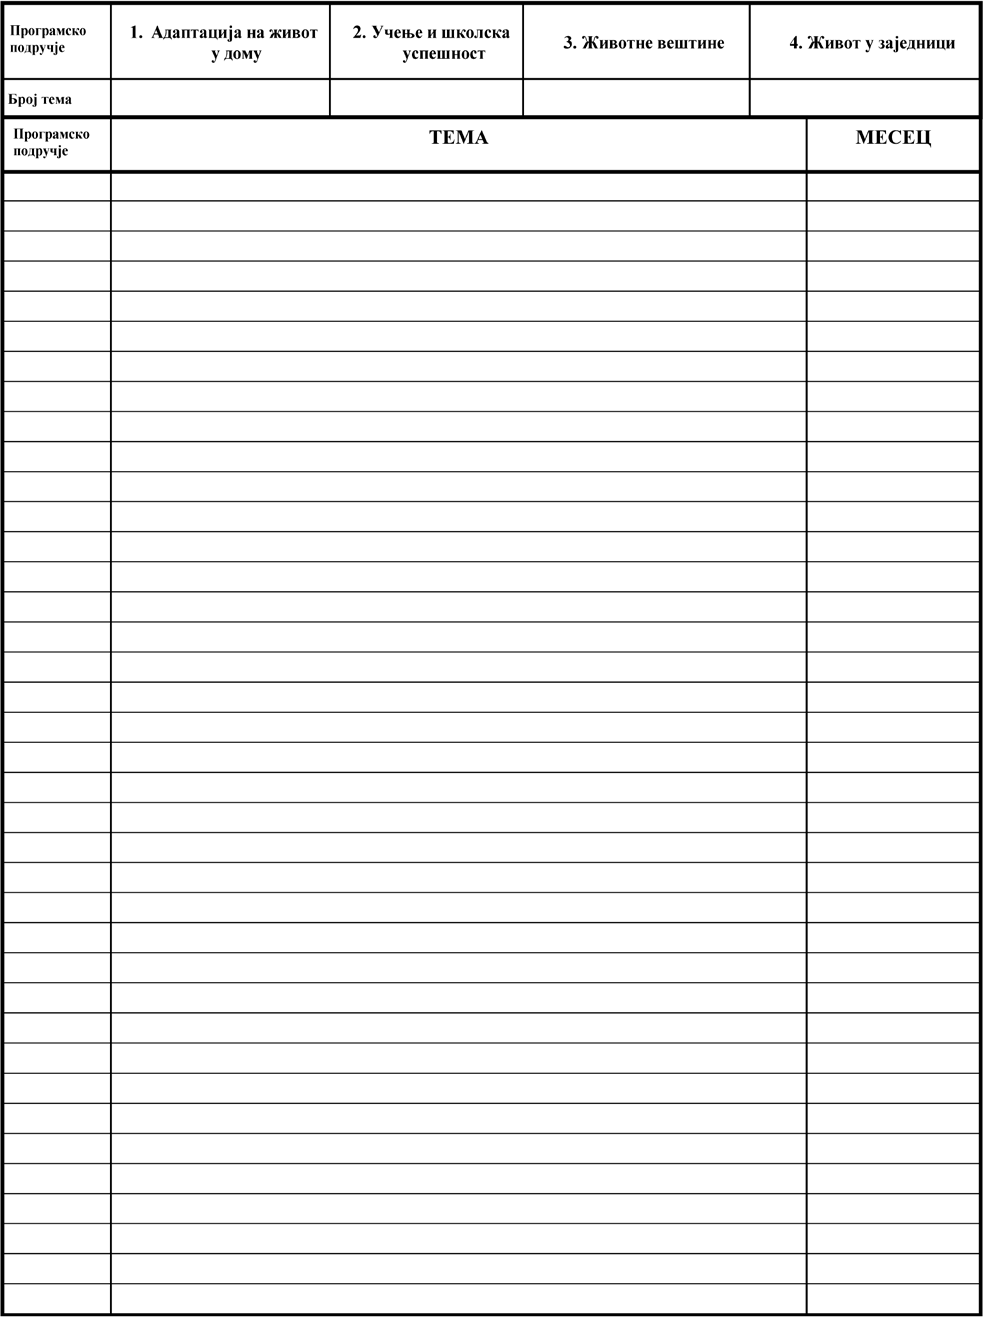 Програмско
подручје
1. Адаптација на живот
у дому
2. Учење и школска
успешност
3. Животне вештине
4. Живот у заједници
Број тема
Програмско
подручје
ТЕМА
МЕСЕЦ